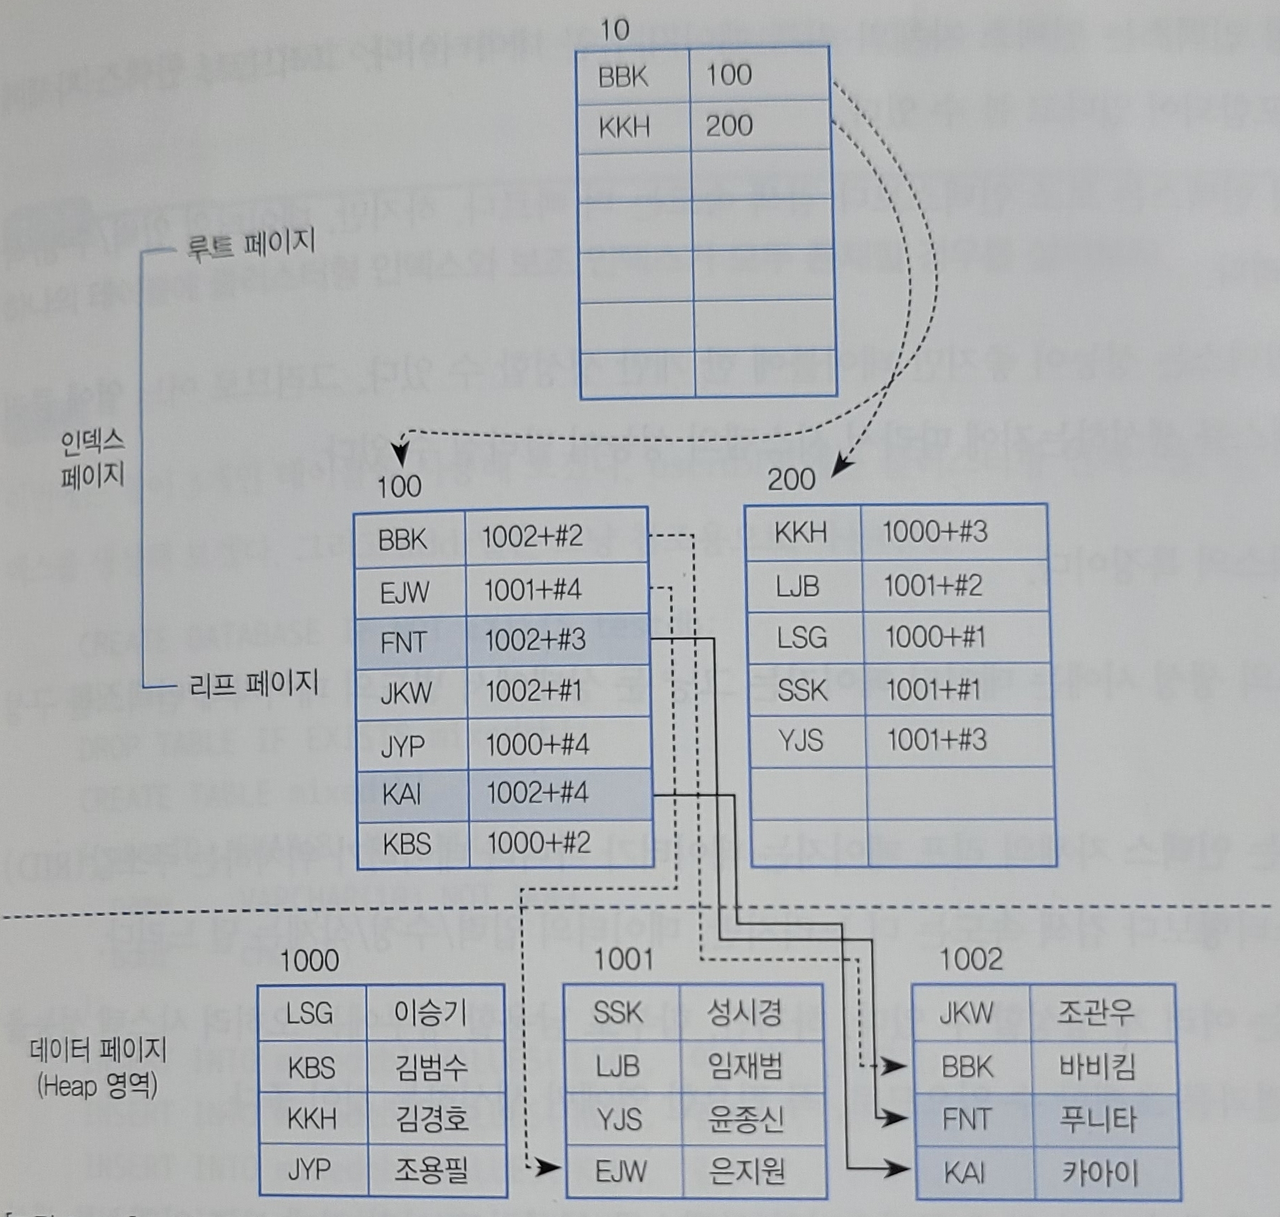 10
BBK 100
KKH 200
루트 페이지
인덱스
페이지
리프 페이지
100
BBK 1002+#2
EJW 1001+#4
FNT 1002+#3
JKW 1002+#1
JYP 1000+#4
KAI 1002+#4
KBS 1000+#2
200
KKH 1000+#3
LJB 1001+#2
LSG 1000+#1
SSK 1001+#1
YJS 1001+#3
데이터 페이지
(Heap 영역)
1000
LSG 이승기
KBS 김범수
KKH 김경호
JYP 조용필
1001
SSK 성시경
LJB 임재범
YJS 윤종신
EJW 은지원
1002
JKW 조관우
BBK 바비킴
FNT 푸니타
KAI 카아이